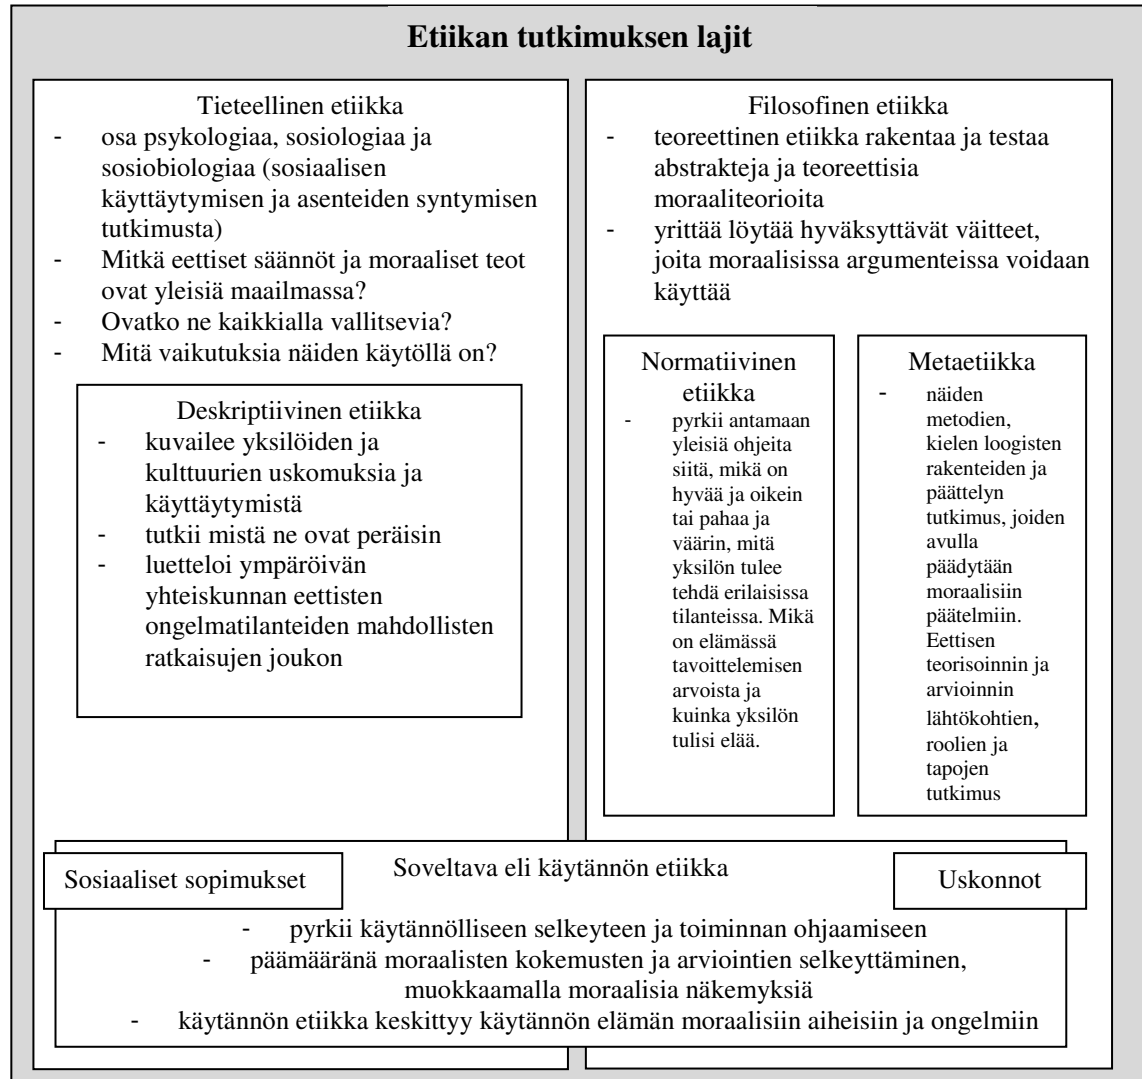 Etiikan tutkimuksen lajit
Tieteellinen etiikka
- osa psykologiaa, sosiologiaa ja
sosiobiologiaa (sosiaalisen
käyttäytymisen ja asenteiden syntymisen
tutkimusta)
- Mitkä eettiset säännöt ja moraaliset teot
ovat yleisiä maailmassa?
- Ovatko ne kaikkialla vallitsevia?
- Mitä vaikutuksia näiden käytöllä on?
Deskriptiivinen etiikka
- kuvailee yksilöiden ja
kulttuurien uskomuksia ja
käyttäytymistä
- tutkii mistä ne ovat peräisin
- luetteloi ympäröivän
yhteiskunnan eettisten
ongelmatilanteiden mahdollisten
ratkaisujen joukon
Filosofinen etiikka
- teoreettinen etiikka rakentaa ja testaa
abstrakteja ja teoreettisia
moraaliteorioita
- yrittää löytää hyväksyttävät väitteet,
joita moraalisissa argumenteissa voidaan
käyttää
Normatiivinen
etiikka
- pyrkii antamaan
yleisiä ohjeita
siitä, mikä on
hyvää ja oikein
tai pahaa ja
väärin, mitä
yksilön tulee
tehdä erilaisissa
tilanteissa. Mikä
on elämässä
tavoittelemisen
arvoista ja
kuinka yksilön
tulisi elää.
Metaetiikka
- näiden
metodien,
kielen loogisten
rakenteiden ja
päättelyn
tutkimus, joiden
avulla
päädytään
moraalisiin
päätelmiin.
Eettisen
teorisoinnin ja
arvioinnin
lähtökohtien,
roolien ja
tapojen
tutkimus
Sosiaaliset sopimukset
Soveltava eli käytännön etiikka
Uskonnot
- pyrkii käytännölliseen selkeyteen ja toiminnan ohjaamiseen
- päämääränä moraalisten kokemusten ja arviointien selkeyttäminen,
muokkaamalla moraalisia näkemyksiä
- käytännön etiikka keskittyy käytännön elämän moraalisiin aiheisiin ja ongelmiin